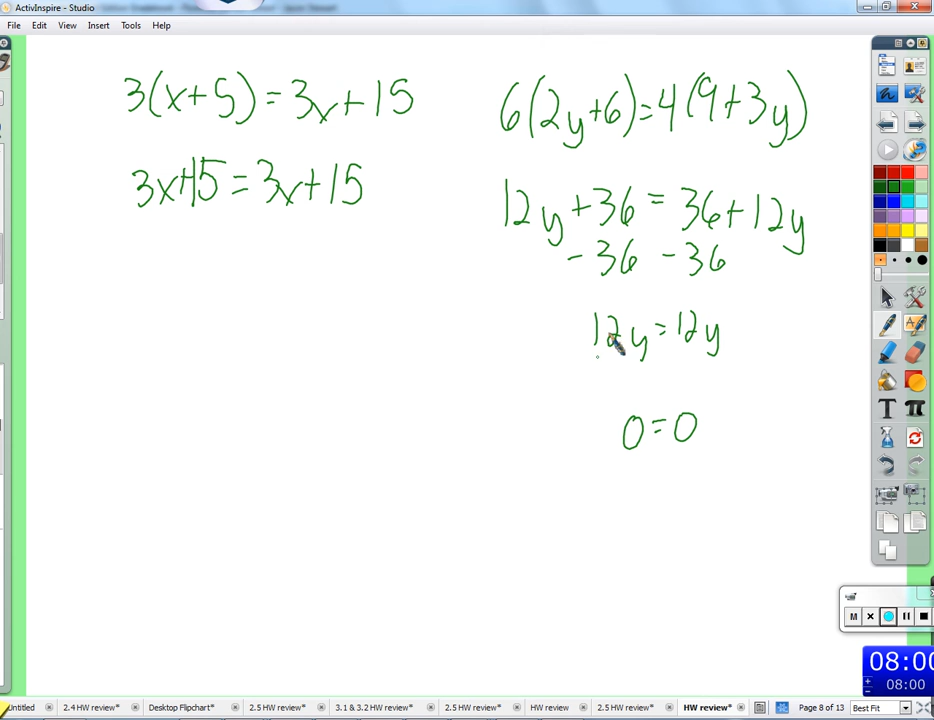 ActivInspire - Studio
File Edit View Insert Tools Help
3(x+5)=3x+15
3x+15=3x+15
6(2y+6)=4(9+3y)
12y+36=36+12y
-36 -36
12y=12y
0=0
M
08:00
08:00
Untitled 2.4 HW review* Desktop Flipchart* 2.5 HW review* 3.1 & 3.2 HW review* 2.5 HW review* HW review 2.5 HW review* HW review* Page 8 of 13 Best Fit